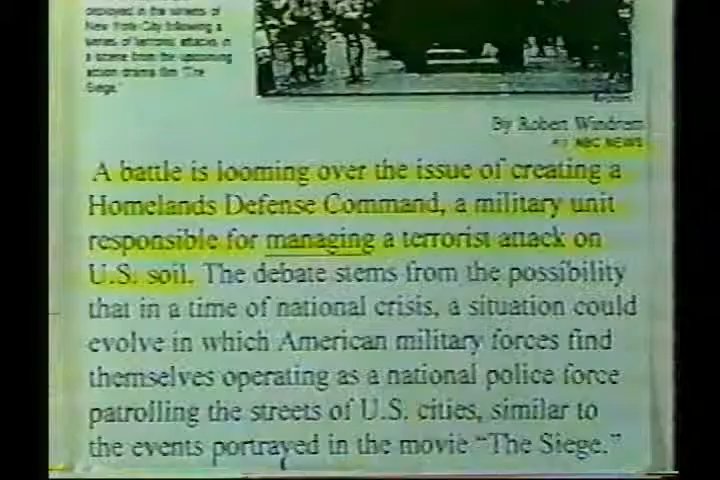 deployed in the streets of
New York City following a
series of terrorist attacks in
a scene from the upcoming
action drama film "The
Siege."
By Robert Windrem
NBC NEWS
A battle is looming over the issue of creating a
Homelands Defense Command, a military unit
responsible for managing a terrorist attack on
U.S. soil. The debate stems from the possibility
that in a time of national crisis, a situation could
evolve in which American military forces find
themselves operating as a national police force
patrolling the streets of U.S. cities, similar to
the events portrayed in the movie “The Siege.”